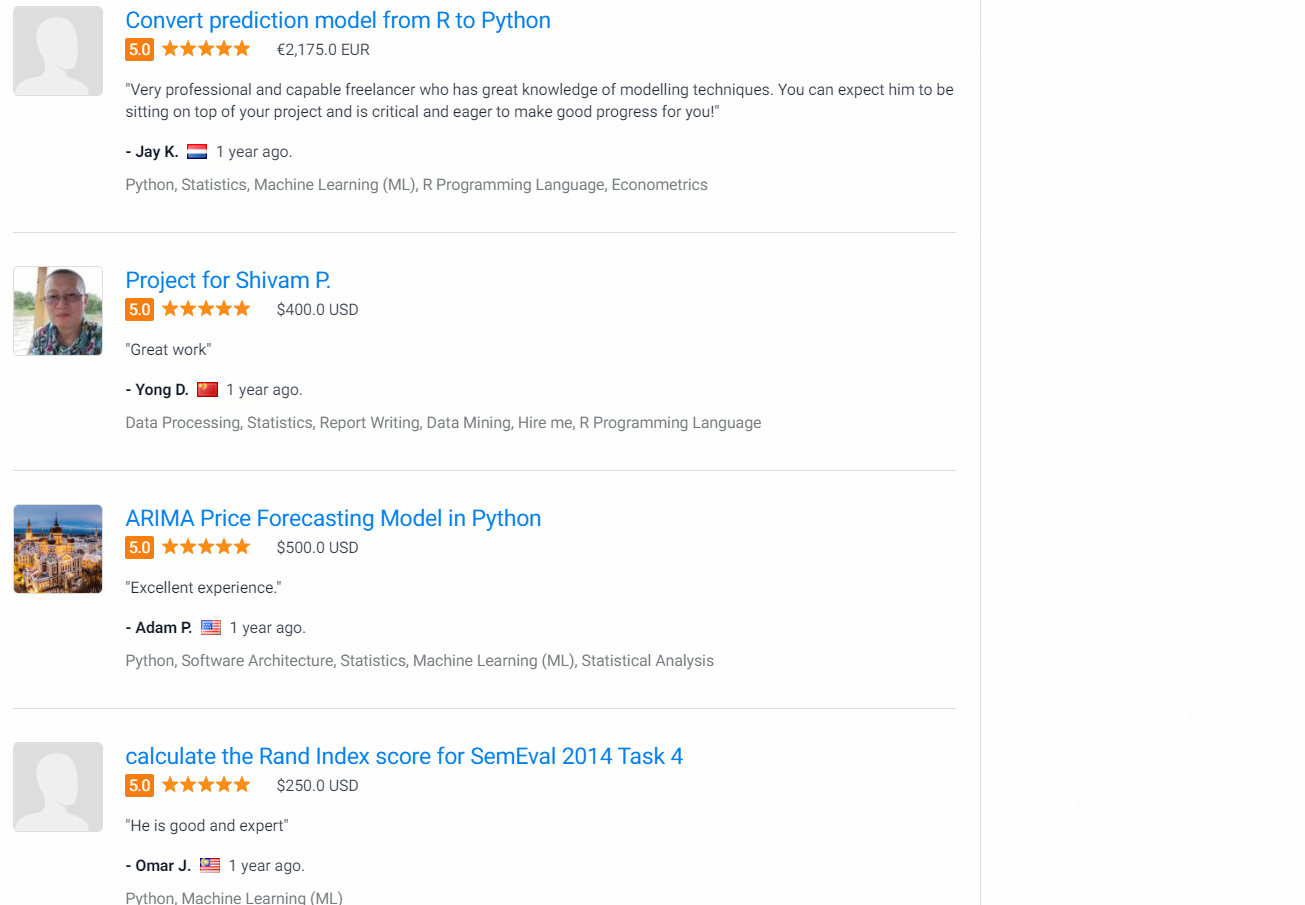 Convert prediction model from R to Python
5.0 €2,175.0 EUR
"Very professional and capable freelancer who has great knowledge of modelling techniques. You can expect him to be
sitting on top of your project and is critical and eager to make good progress for you!"
- Jay K. 1 year ago.
Python, Statistics, Machine Learning (ML), R Programming Language, Econometrics
Project for Shivam P.
5.0 $400.0 USD
"Great work"
- Yong D. 1 year ago.
Data Processing, Statistics, Report Writing, Data Mining, Hire me, R Programming Language
ARIMA Price Forecasting Model in Python
5.0 $500.0 USD
"Excellent experience."
- Adam P. 1 year ago.
Python, Software Architecture, Statistics, Machine Learning (ML), Statistical Analysis
calculate the Rand Index score for SemEval 2014 Task 4
5.0 $250.0 USD
"He is good and expert"
- Omar J. 1 year ago.
Python, Machine Learning (ML)